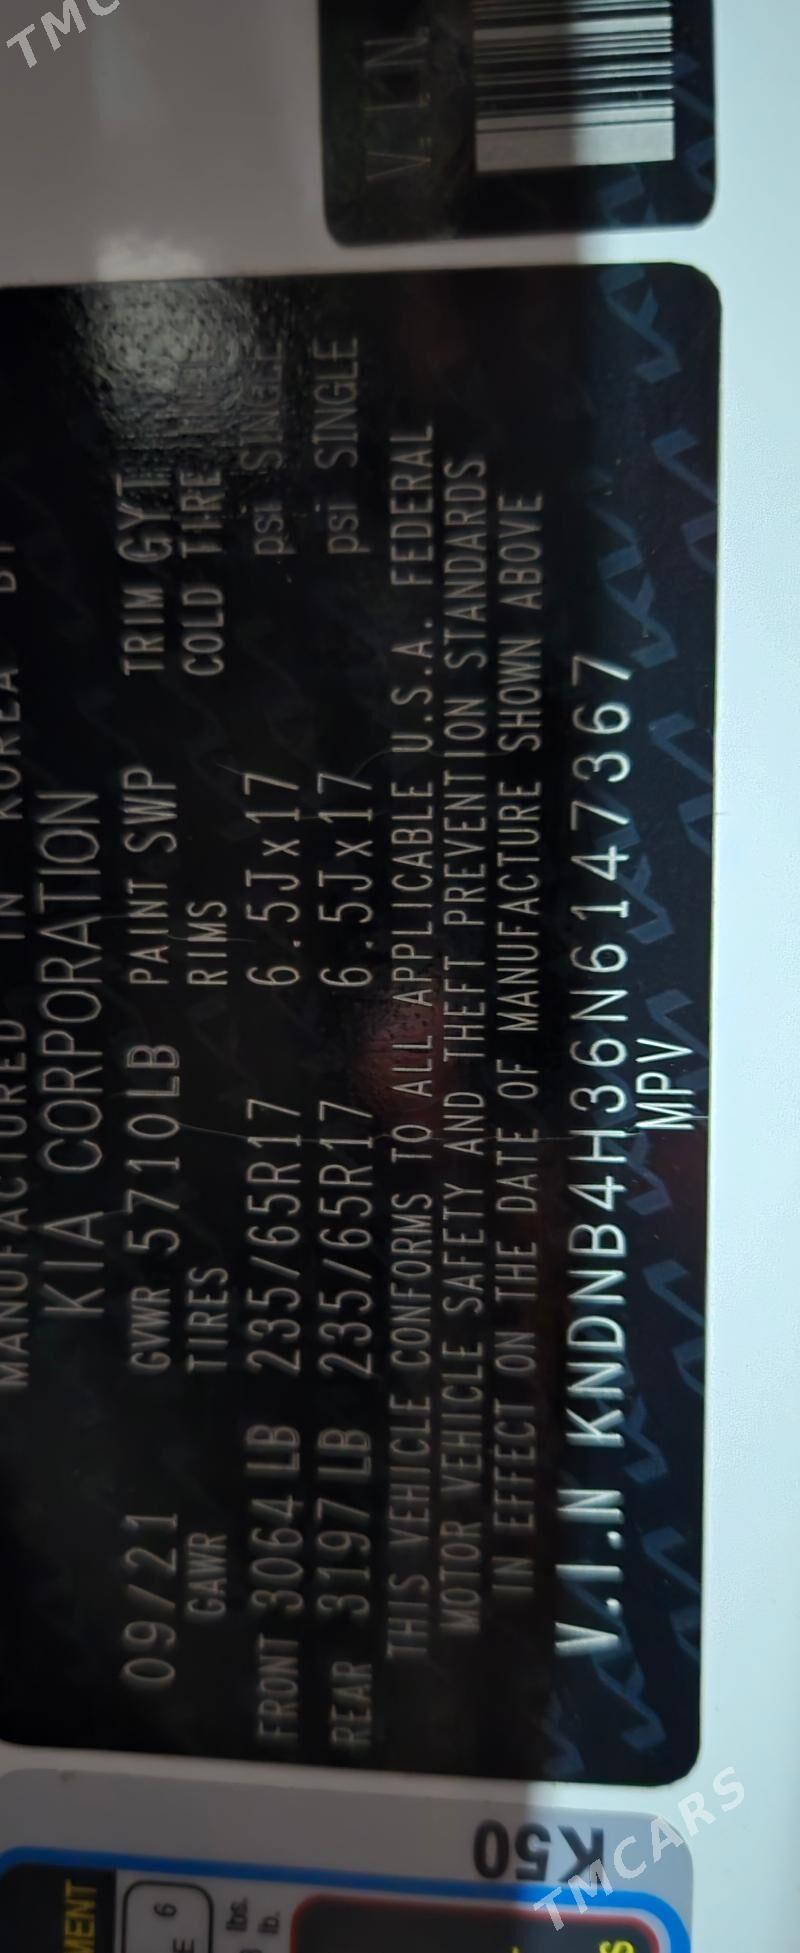 MANUFACTURED IN KOREA BY
KIA CORPORATION
09/21 GVWR 5710LB PAINT SWP TRIM GYT
GAWR TIRES RIMS COLD TIRE
FRONT 3064 LB 235/65R17 6.5Jx17 psi SINGLE
REAR 3197 LB 235/65R17 6.5Jx17 psi SINGLE
THIS VEHICLE CONFORMS TO ALL APPLICABLE U.S.A. FEDERAL
MOTOR VEHICLE SAFETY AND THEFT PREVENTION STANDARDS
IN EFFECT ON THE DATE OF MANUFACTURE SHOWN ABOVE
V.I.N KNDNB4H36N6147367
MPV
V.I.N
K50
6
lbs.
lb.
TMCARS